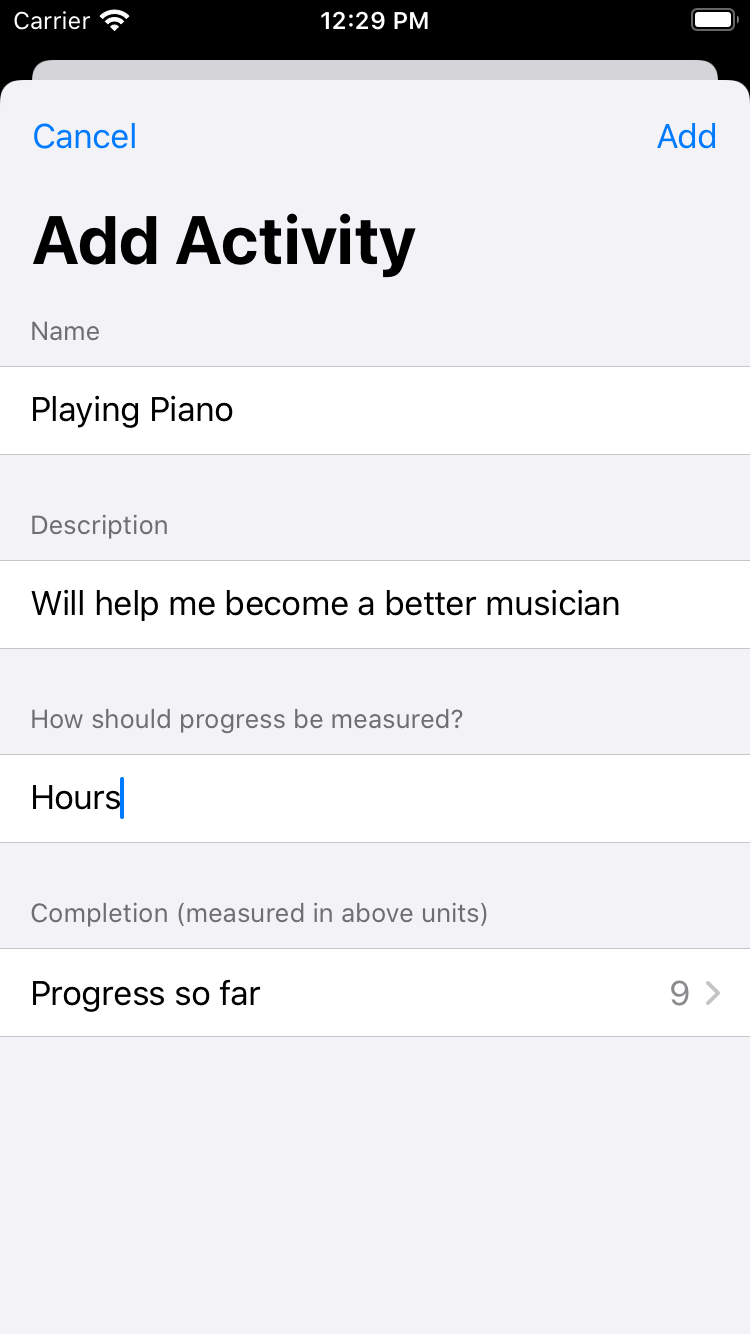 Carrier 12:29 PM
Cancel Add
Add Activity
Name
Playing Piano
Description
Will help me become a better musician
How should progress be measured?
Hours
Completion (measured in above units)
Progress so far 9